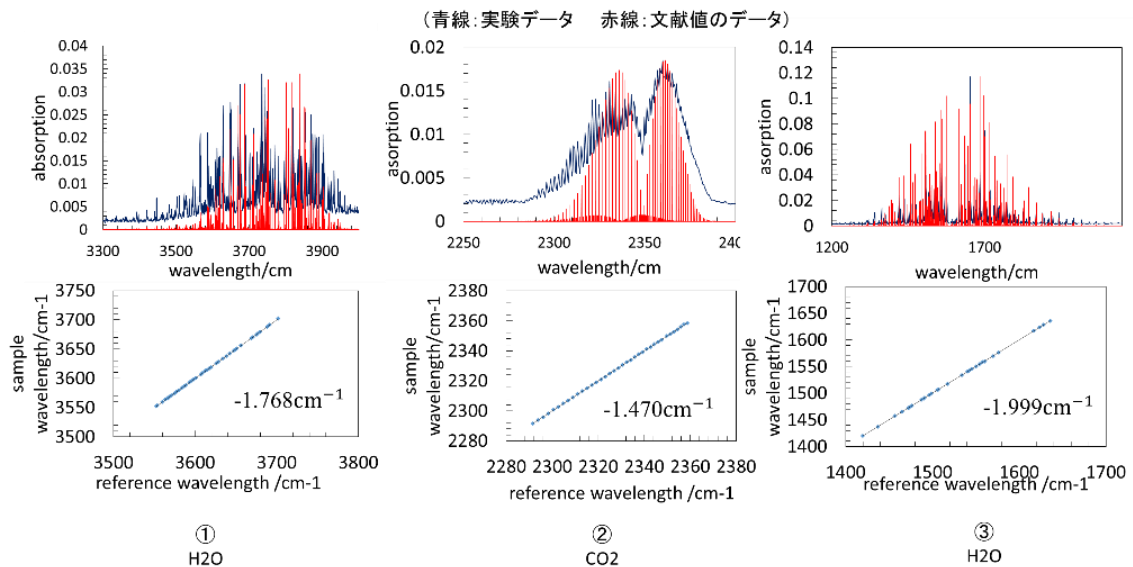 (青線：実験データ　赤線：文献値のデータ)
0.04
0.035
0.03
0.025
0.02
0.015
0.01
0.005
0
absorption
3300 3500 3700 3900
wavelength/cm
0.02
0.015
0.01
0.005
0
asorption
2250 2300 2350 240
wavelength/cm
0.14
0.12
0.1
0.08
0.06
0.04
0.02
0
asorption
1200 1700
wavelength/cm
3750
3700
3650
3600
3550
3500
sample
wavelength/cm-1
-1.768cm⁻¹
3500 3600 3700 3800
reference wavelength /cm-1
2380
2360
2340
2320
2300
2280
sample
wavelength/cm-1
-1.470cm⁻¹
2280 2300 2320 2340 2360 2380
reference wavelength /cm-1
1700
1650
1600
1550
1500
1450
1400
sample
wavelength/cm-1
-1.999cm⁻¹
1400 1500 1600 1700
reference wavelength /cm-1
①
H2O
②
CO2
③
H2O